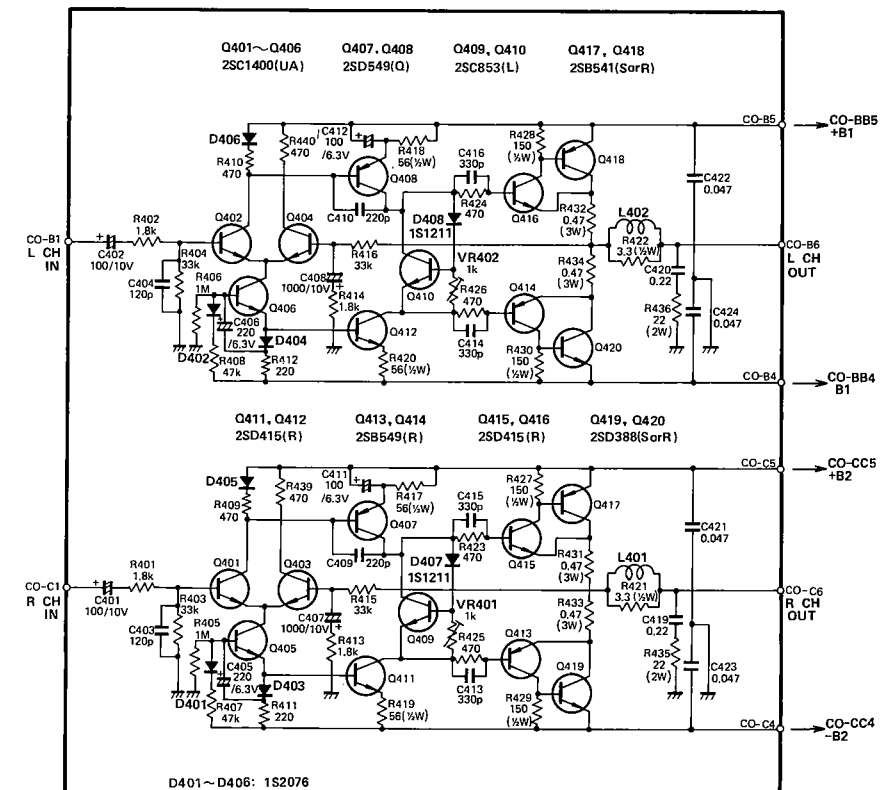 Q401～Q406
2SC1400(UA)
Q407, Q408
2SD549(Q)
Q409, Q410
2SC853(L)
Q417, Q418
2SB541(SorR)
CO-B5
CO-BB5
+B1
D406
R410
470
R440
470
C412
100
/6.3V
R418
56(½W)
Q408
C416
330p
R428
150
(½W)
Q418
C422
0.047
R424
470
Q416
R432
0.47
(3W)
L402
R422
3.3(½W)
C410
220p
D408
1S1211
VR402
1k
Q402
Q404
CO-B1
L CH
IN
C402
100/10V
R402
1.8k
R404
33k
C404
120p
R406
1M
Q406
C406
220
/6.3V
D402
R408
47k
D404
R412
220
C408
1000/10V
R414
1.8k
R416
33k
Q410
Q412
R420
56(½W)
R426
470
C414
330p
Q414
R430
150
(½W)
R434
0.47
(3W)
Q420
C420
0.22
R436
22
(2W)
C424
0.047
CO-B6
L CH
OUT
CO-B4
CO-BB4
B1
Q411, Q412
2SD415(R)
Q413, Q414
2SB549(R)
Q415, Q416
2SD415(R)
Q419, Q420
2SD388(SorR)
CO-C5
CO-CC5
+B2
D405
R409
470
R439
470
C411
100
/6.3V
R417
56(½W)
Q407
C415
330p
R427
150
(½W)
Q417
C421
0.047
R423
470
Q415
R431
0.47
(3W)
L401
R421
3.3(½W)
C409
220p
D407
1S1211
VR401
1k
Q401
Q403
CO-C1
R CH
IN
C401
100/10V
R401
1.8k
R403
33k
C403
120p
R405
1M
Q405
C405
220
/6.3V
D401
R407
47k
D403
R411
220
C407
1000/10V
R413
1.8k
R415
33k
Q409
Q411
R419
56(½W)
R425
470
C413
330p
Q413
R429
150
(½W)
R433
0.47
(3W)
Q419
C419
0.22
R435
22
(2W)
C423
0.047
CO-C6
R CH
OUT
CO-C4
CO-CC4
-B2
D401～D406: 1S2076